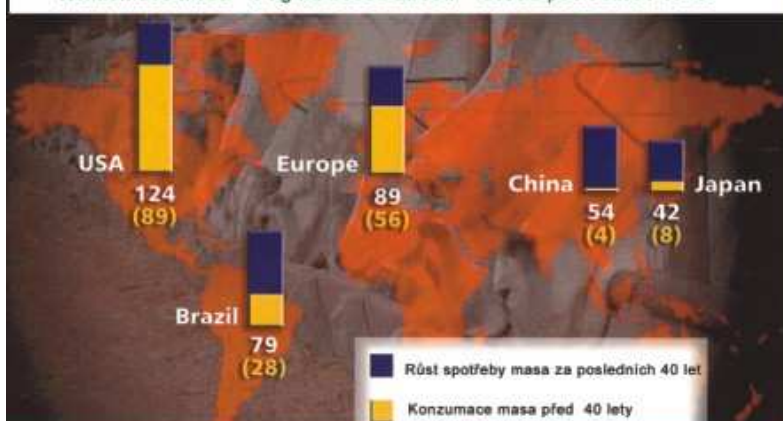 USA
124
(89)
Europe
89
(56)
China
54
(4)
Japan
42
(8)
Brazil
79
(28)
Růst spotřeby masa za posledních 40 let
Konzumace masa před 40 lety